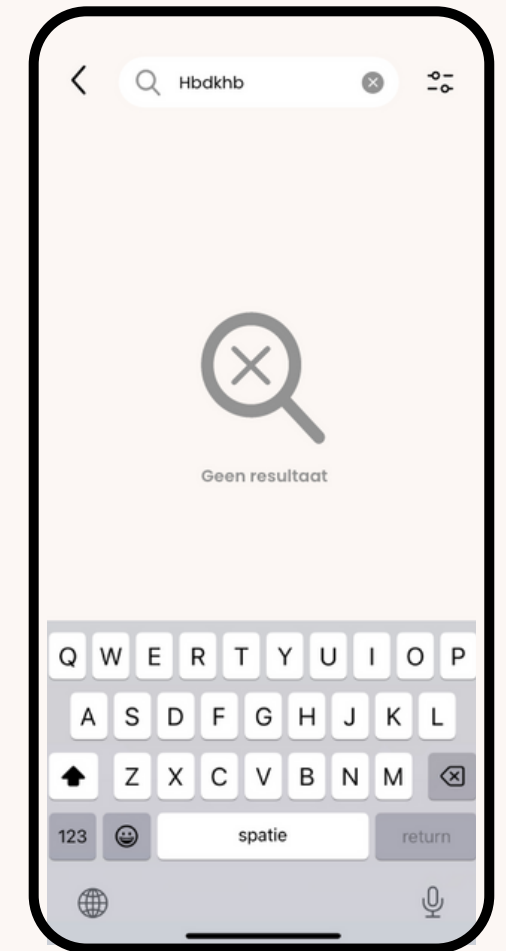 Hbdkhb
Geen resultaat
Q W E R T Y U I O P
A S D F G H J K L
Z X C V B N M
123 spatie return